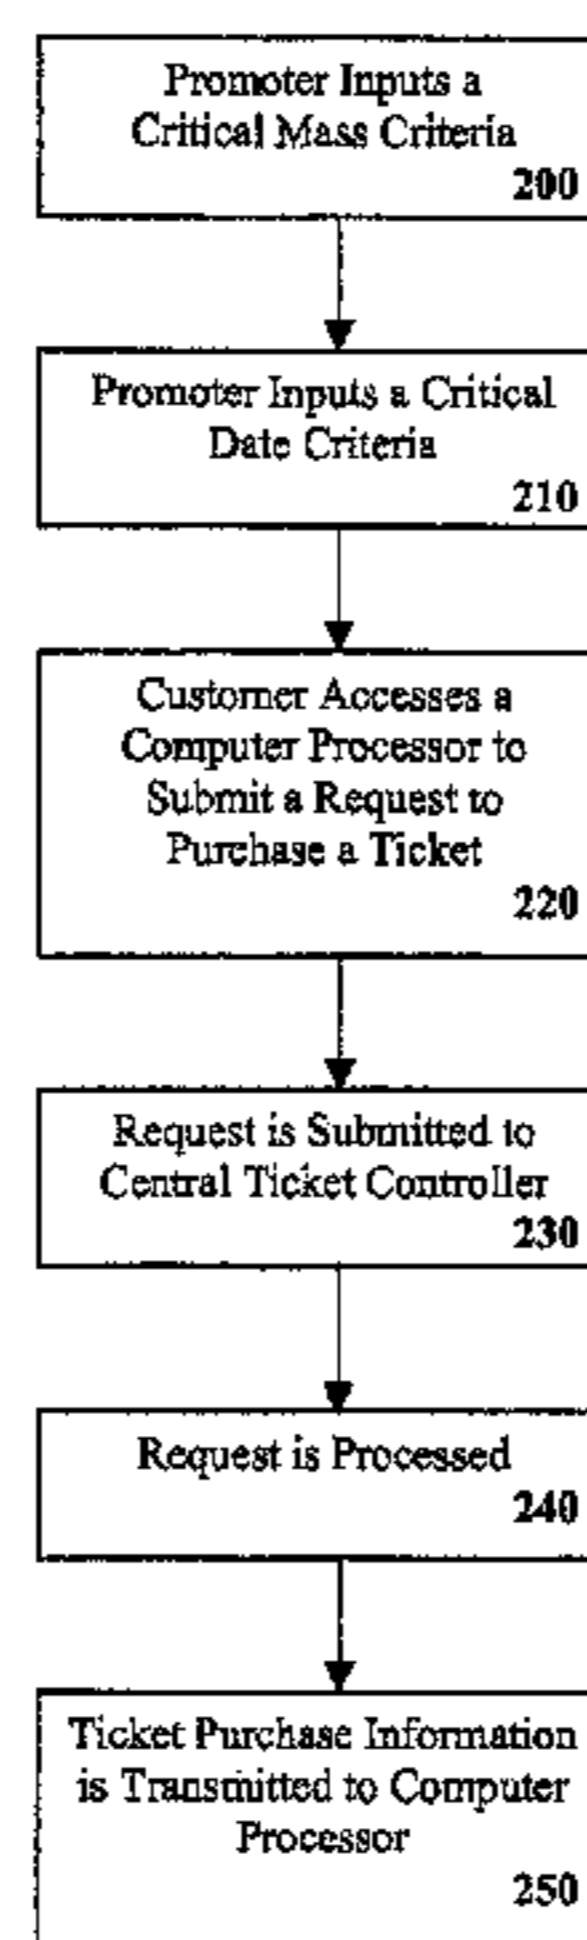 Promoter Inputs a
Critical Mass Criteria
200
Promoter Inputs a Critical
Date Criteria
210
Customer Accesses a
Computer Processor to
Submit a Request to
Purchase a Ticket
220
Request is Submitted to
Central Ticket Controller
230
Request is Processed
240
Ticket Purchase Information
is Transmitted to Computer
Processor
250